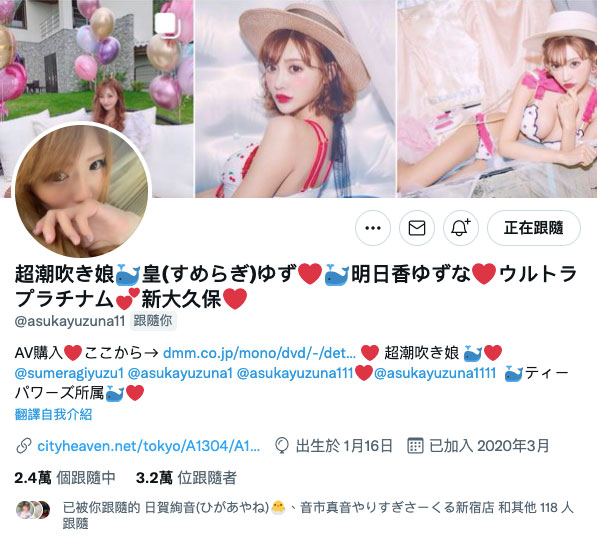 正在跟隨
超潮吹き娘🐳皇(すめらぎ)ゆず❤️🐳明日香ゆずな❤️ウルトラ
プラチナム💕新大久保❤️
@asukayuzuna11 跟隨你
AV購入❤️ここから→ dmm.co.jp/mono/dvd/-/det... ❤️ 超潮吹き娘 🐳❤️
@sumeragiyuzu1 @asukayuzuna1 @asukayuzuna111❤️@asukayuzuna1111 🐳ティー
パワーズ所属🐳❤️
翻譯自我介紹
cityheaven.net/tokyo/A1304/A1... 出生於 1月16日 已加入 2020年3月
2.4萬 個跟隨中 3.2萬 位跟隨者
已被你跟隨的 日賀絢音(ひがあやね)🐣、音市真音やりすぎさーくる新宿店 和其他 118 人
跟隨